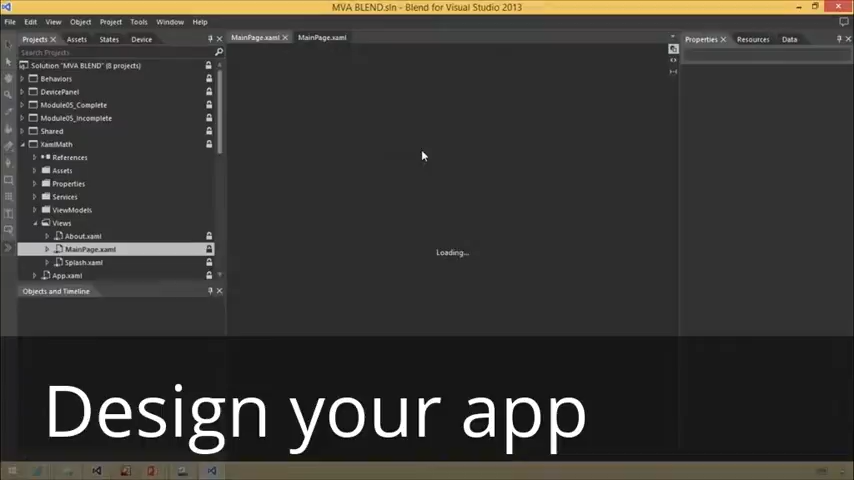 MVA BLEND.sln - Blend for Visual Studio 2013
File Edit View Object Project Tools Window Help
Projects Assets States Device
MainPage.xaml MainPage.xaml
Properties Resources Data
Search Projects
Solution "MVA BLEND" (8 projects)
Behaviors
DevicePanel
Module05_Complete
Module05_Incomplete
Shared
XamlMath
References
Assets
Properties
Services
ViewModels
Views
About.xaml
MainPage.xaml
Splash.xaml
App.xaml
Loading...
Objects and Timeline
Design your app